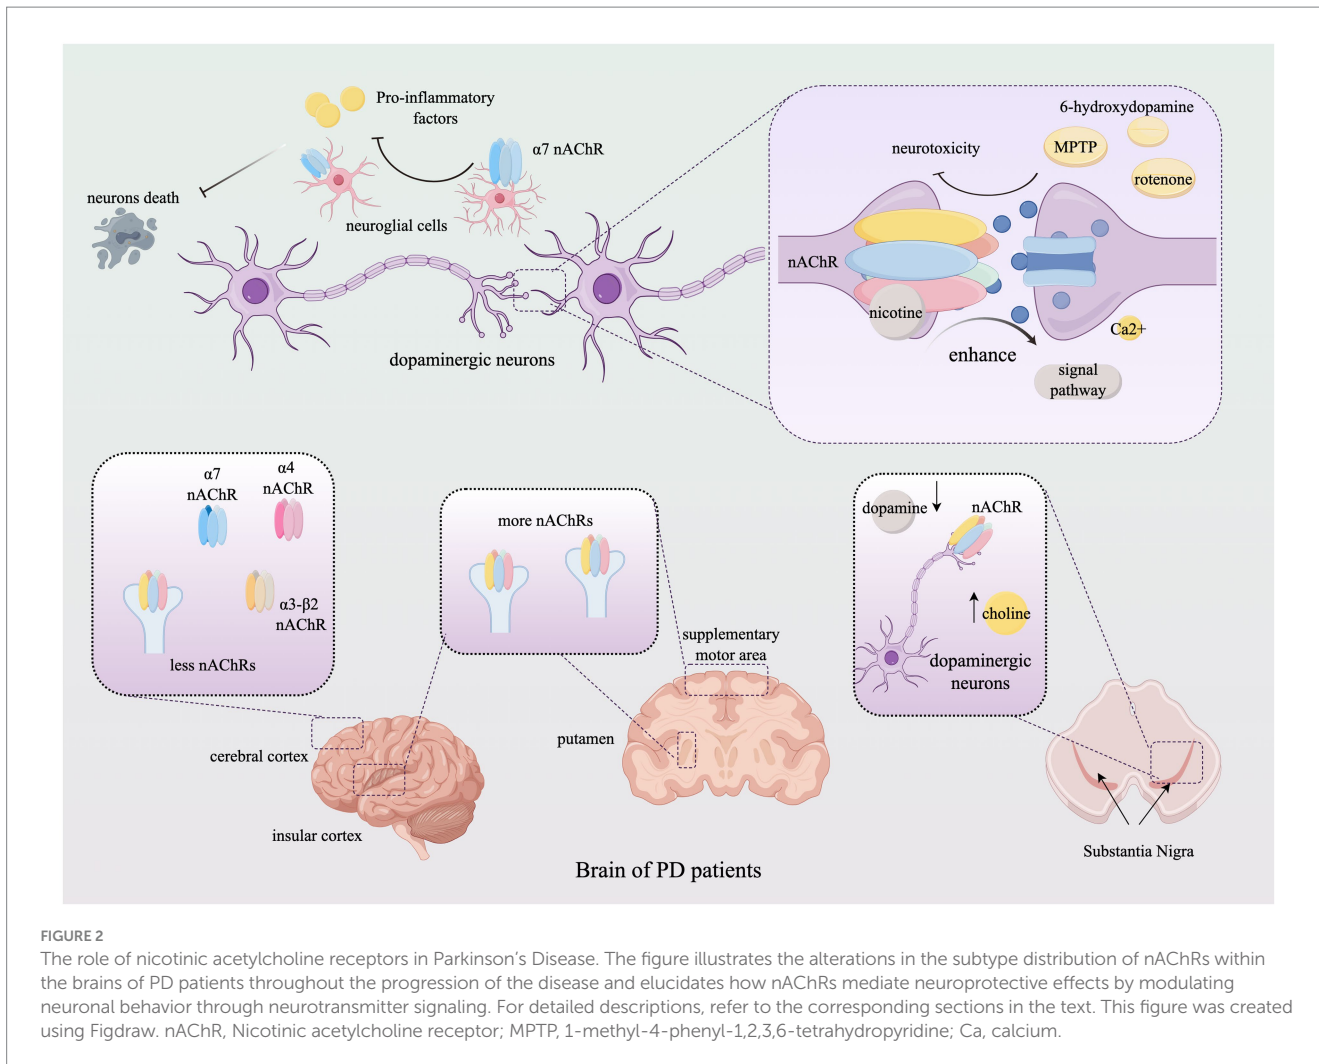 Pro-inflammatory
factors
α7 nAChR
neurons death
neuroglial cells
dopaminergic neurons
6-hydroxydopamine
MPTP
neurotoxicity
rotenone
nAChR
nicotine
Ca2+
enhance
signal
pathway
α7
nAChR
α4
nAChR
α3-β2
nAChR
less nAChRs
more nAChRs
dopamine
nAChR
choline
dopaminergic
neurons
supplementary
motor area
putamen
cerebral cortex
insular cortex
Substantia Nigra
Brain of PD patients
FIGURE 2
The role of nicotinic acetylcholine receptors in Parkinson’s Disease. The figure illustrates the alterations in the subtype distribution of nAChRs within
the brains of PD patients throughout the progression of the disease and elucidates how nAChRs mediate neuroprotective effects by modulating
neuronal behavior through neurotransmitter signaling. For detailed descriptions, refer to the corresponding sections in the text. This figure was created
using Figdraw. nAChR, Nicotinic acetylcholine receptor; MPTP, 1-methyl-4-phenyl-1,2,3,6-tetrahydropyridine; Ca, calcium.